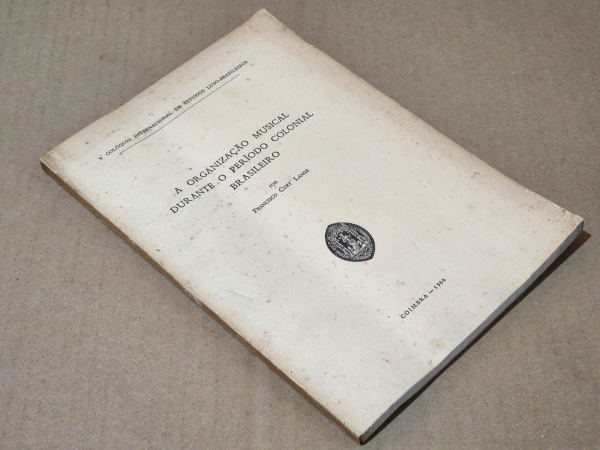 V COLÓQUIO INTERNACIONAL DE ESTUDOS LUSO-BRASILEIROS
A ORGANIZAÇÃO MUSICAL
DURANTE O PERÍODO COLONIAL
BRASILEIRO
POR
FRANCISCO CURT LANGE
COIMBRA — 1966